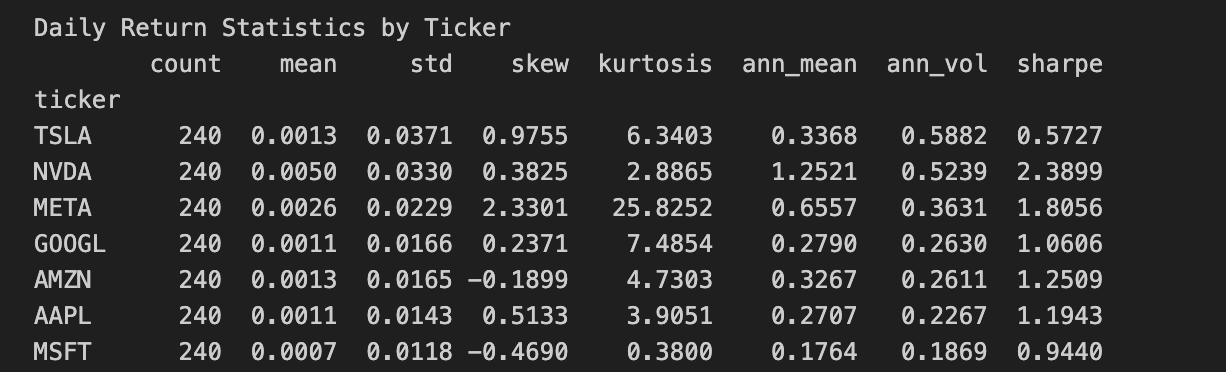 Daily Return Statistics by Ticker
count mean std skew kurtosis ann_mean ann_vol sharpe
ticker
TSLA 240 0.0013 0.0371 0.9755 6.3403 0.3368 0.5882 0.5727
NVDA 240 0.0050 0.0330 0.3825 2.8865 1.2521 0.5239 2.3899
META 240 0.0026 0.0229 2.3301 25.8252 0.6557 0.3631 1.8056
GOOGL 240 0.0011 0.0166 0.2371 7.4854 0.2790 0.2630 1.0606
AMZN 240 0.0013 0.0165 -0.1899 4.7303 0.3267 0.2611 1.2509
AAPL 240 0.0011 0.0143 0.5133 3.9051 0.2707 0.2267 1.1943
MSFT 240 0.0007 0.0118 -0.4690 0.3800 0.1764 0.1869 0.9440